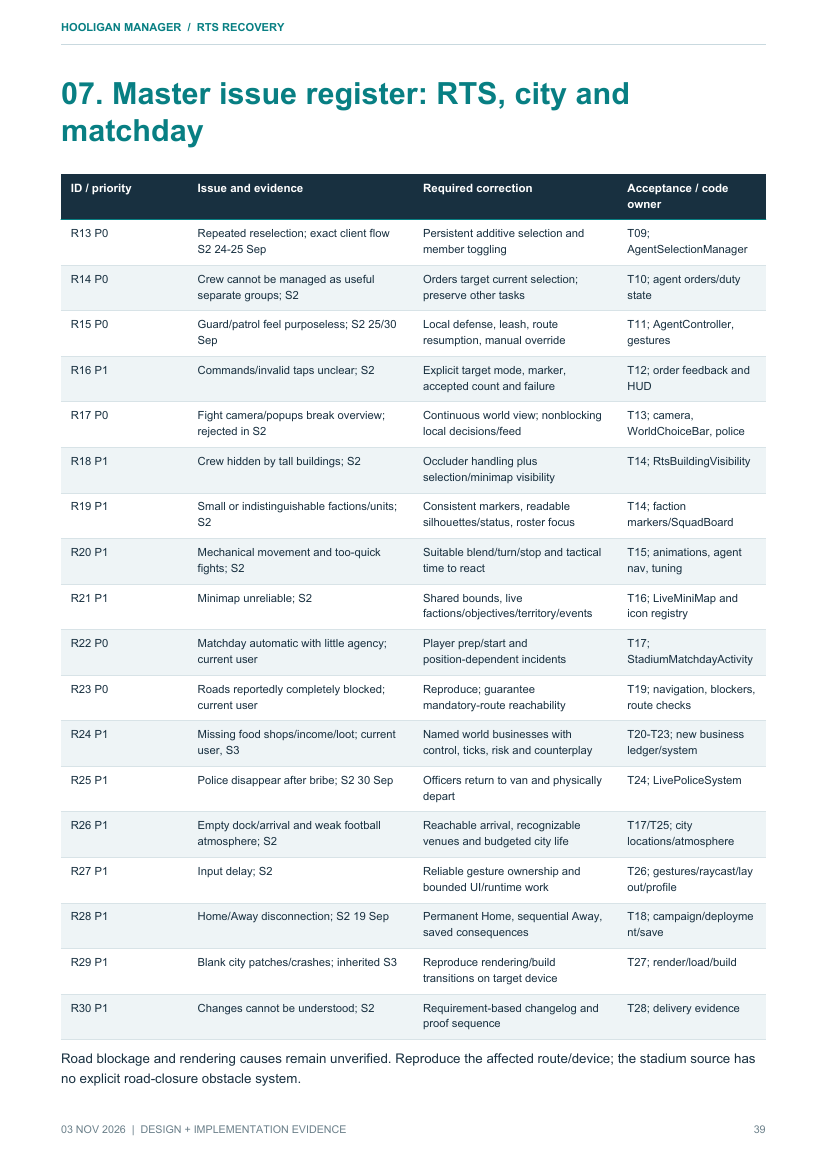 HOOLIGAN MANAGER / RTS RECOVERY
07. Master issue register: RTS, city and
matchday
ID / priority
Issue and evidence
Required correction
Acceptance / code
owner
R13 P0
Repeated reselection; exact client flow
S2 24-25 Sep
Persistent additive selection and
member toggling
T09;
AgentSelectionManager
R14 P0
Crew cannot be managed as useful
separate groups; S2
Orders target current selection;
preserve other tasks
T10; agent orders/duty
state
R15 P0
Guard/patrol feel purposeless; S2 25/30
Sep
Local defense, leash, route
resumption, manual override
T11; AgentController,
gestures
R16 P1
Commands/invalid taps unclear; S2
Explicit target mode, marker,
accepted count and failure
T12; order feedback and
HUD
R17 P0
Fight camera/popups break overview;
rejected in S2
Continuous world view; nonblocking
local decisions/feed
T13; camera,
WorldChoiceBar, police
R18 P1
Crew hidden by tall buildings; S2
Occluder handling plus
selection/minimap visibility
T14; RtsBuildingVisibility
R19 P1
Small or indistinguishable factions/units;
S2
Consistent markers, readable
silhouettes/status, roster focus
T14; faction
markers/SquadBoard
R20 P1
Mechanical movement and too-quick
fights; S2
Suitable blend/turn/stop and tactical
time to react
T15; animations, agent
nav, tuning
R21 P1
Minimap unreliable; S2
Shared bounds, live
factions/objectives/territory/events
T16; LiveMiniMap and
icon registry
R22 P0
Matchday automatic with little agency;
current user
Player prep/start and
position-dependent incidents
T17;
StadiumMatchdayActivity
R23 P0
Roads reportedly completely blocked;
current user
Reproduce; guarantee
mandatory-route reachability
T19; navigation, blockers,
route checks
R24 P1
Missing food shops/income/loot; current
user, S3
Named world businesses with
control, ticks, risk and counterplay
T20-T23; new business
ledger/system
R25 P1
Police disappear after bribe; S2 30 Sep
Officers return to van and physically
depart
T24; LivePoliceSystem
R26 P1
Empty dock/arrival and weak football
atmosphere; S2
Reachable arrival, recognizable
venues and budgeted city life
T17/T25; city
locations/atmosphere
R27 P1
Input delay; S2
Reliable gesture ownership and
bounded UI/runtime work
T26; gestures/raycast/lay
out/profile
R28 P1
Home/Away disconnection; S2 19 Sep
Permanent Home, sequential Away,
saved consequences
T18; campaign/deployme
nt/save
R29 P1
Blank city patches/crashes; inherited S3
Reproduce rendering/build
transitions on target device
T27; render/load/build
R30 P1
Changes cannot be understood; S2
Requirement-based changelog and
proof sequence
T28; delivery evidence
Road blockage and rendering causes remain unverified. Reproduce the affected route/device; the stadium source has
no explicit road-closure obstacle system.
03 NOV 2026 | DESIGN + IMPLEMENTATION EVIDENCE
39